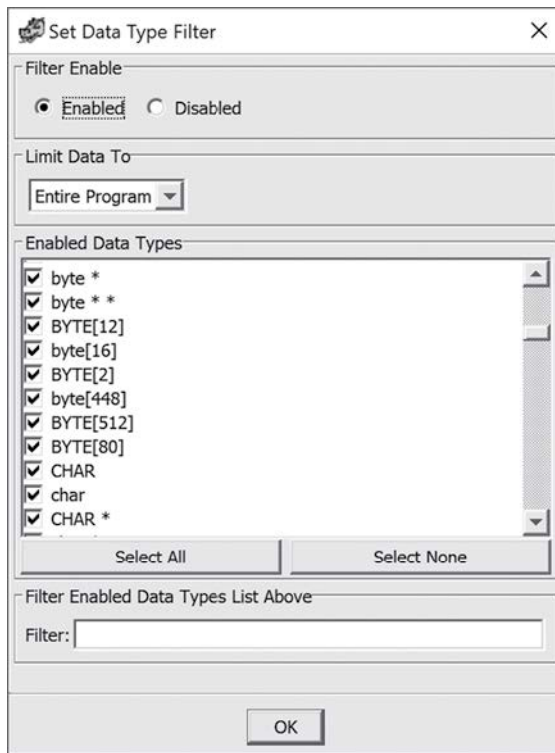 Set Data Type Filter
Filter Enable
Enabled Disabled
Limit Data To
Entire Program
Enabled Data Types
byte *
byte * *
BYTE[12]
byte[16]
BYTE[2]
byte[448]
BYTE[512]
BYTE[80]
CHAR
char
CHAR *
Select All Select None
Filter Enabled Data Types List Above
Filter:
OK